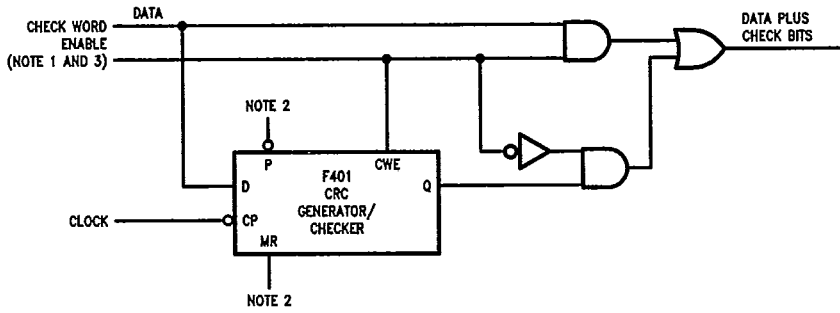 DATA
CHECK WORD
ENABLE
(NOTE 1 AND 3)
DATA PLUS
CHECK BITS
NOTE 2
P
CWE
D
F401
CRC
GENERATOR/
CHECKER
Q
CLOCK
CP
MR
NOTE 2